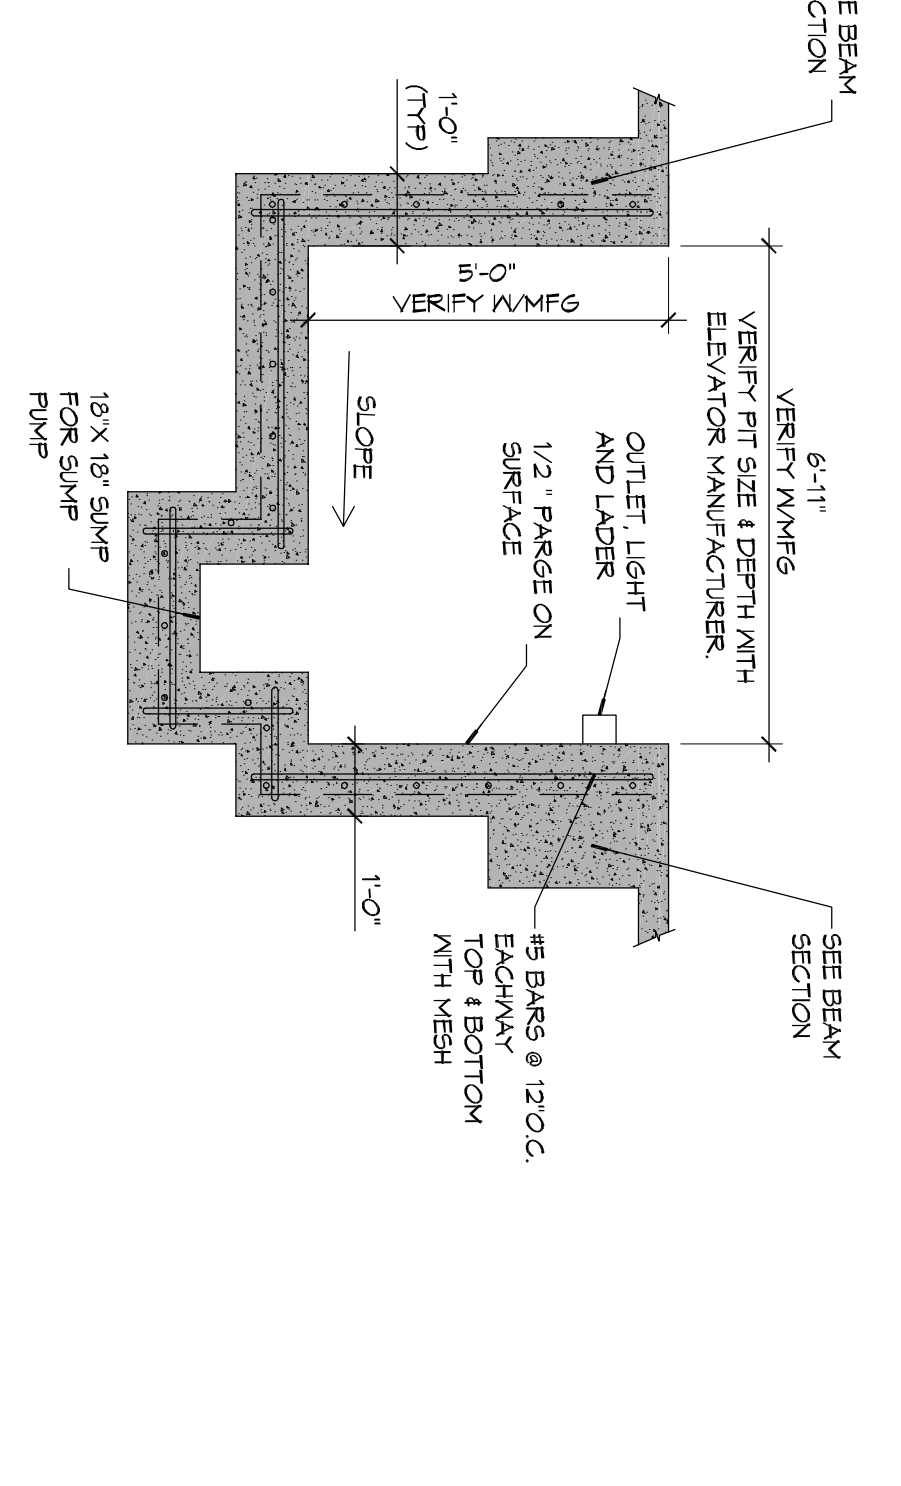 E BEAM
CTION
6'-11"
VERIFY W/MFG
VERIFY PIT SIZE & DEPTH WITH
ELEVATOR MANUFACTURER.
SEE BEAM
SECTION
OUTLET, LIGHT
AND LADER
1/2 " PARGE ON
SURFACE
1'-0"
(TYP)
5'-0"
VERIFY W/MFG
#5 BARS @ 12"O.C.
EACHWAY
TOP & BOTTOM
WITH MESH
SLOPE
1'-0"
18"X 18" SUMP
FOR SUMP
PUMP